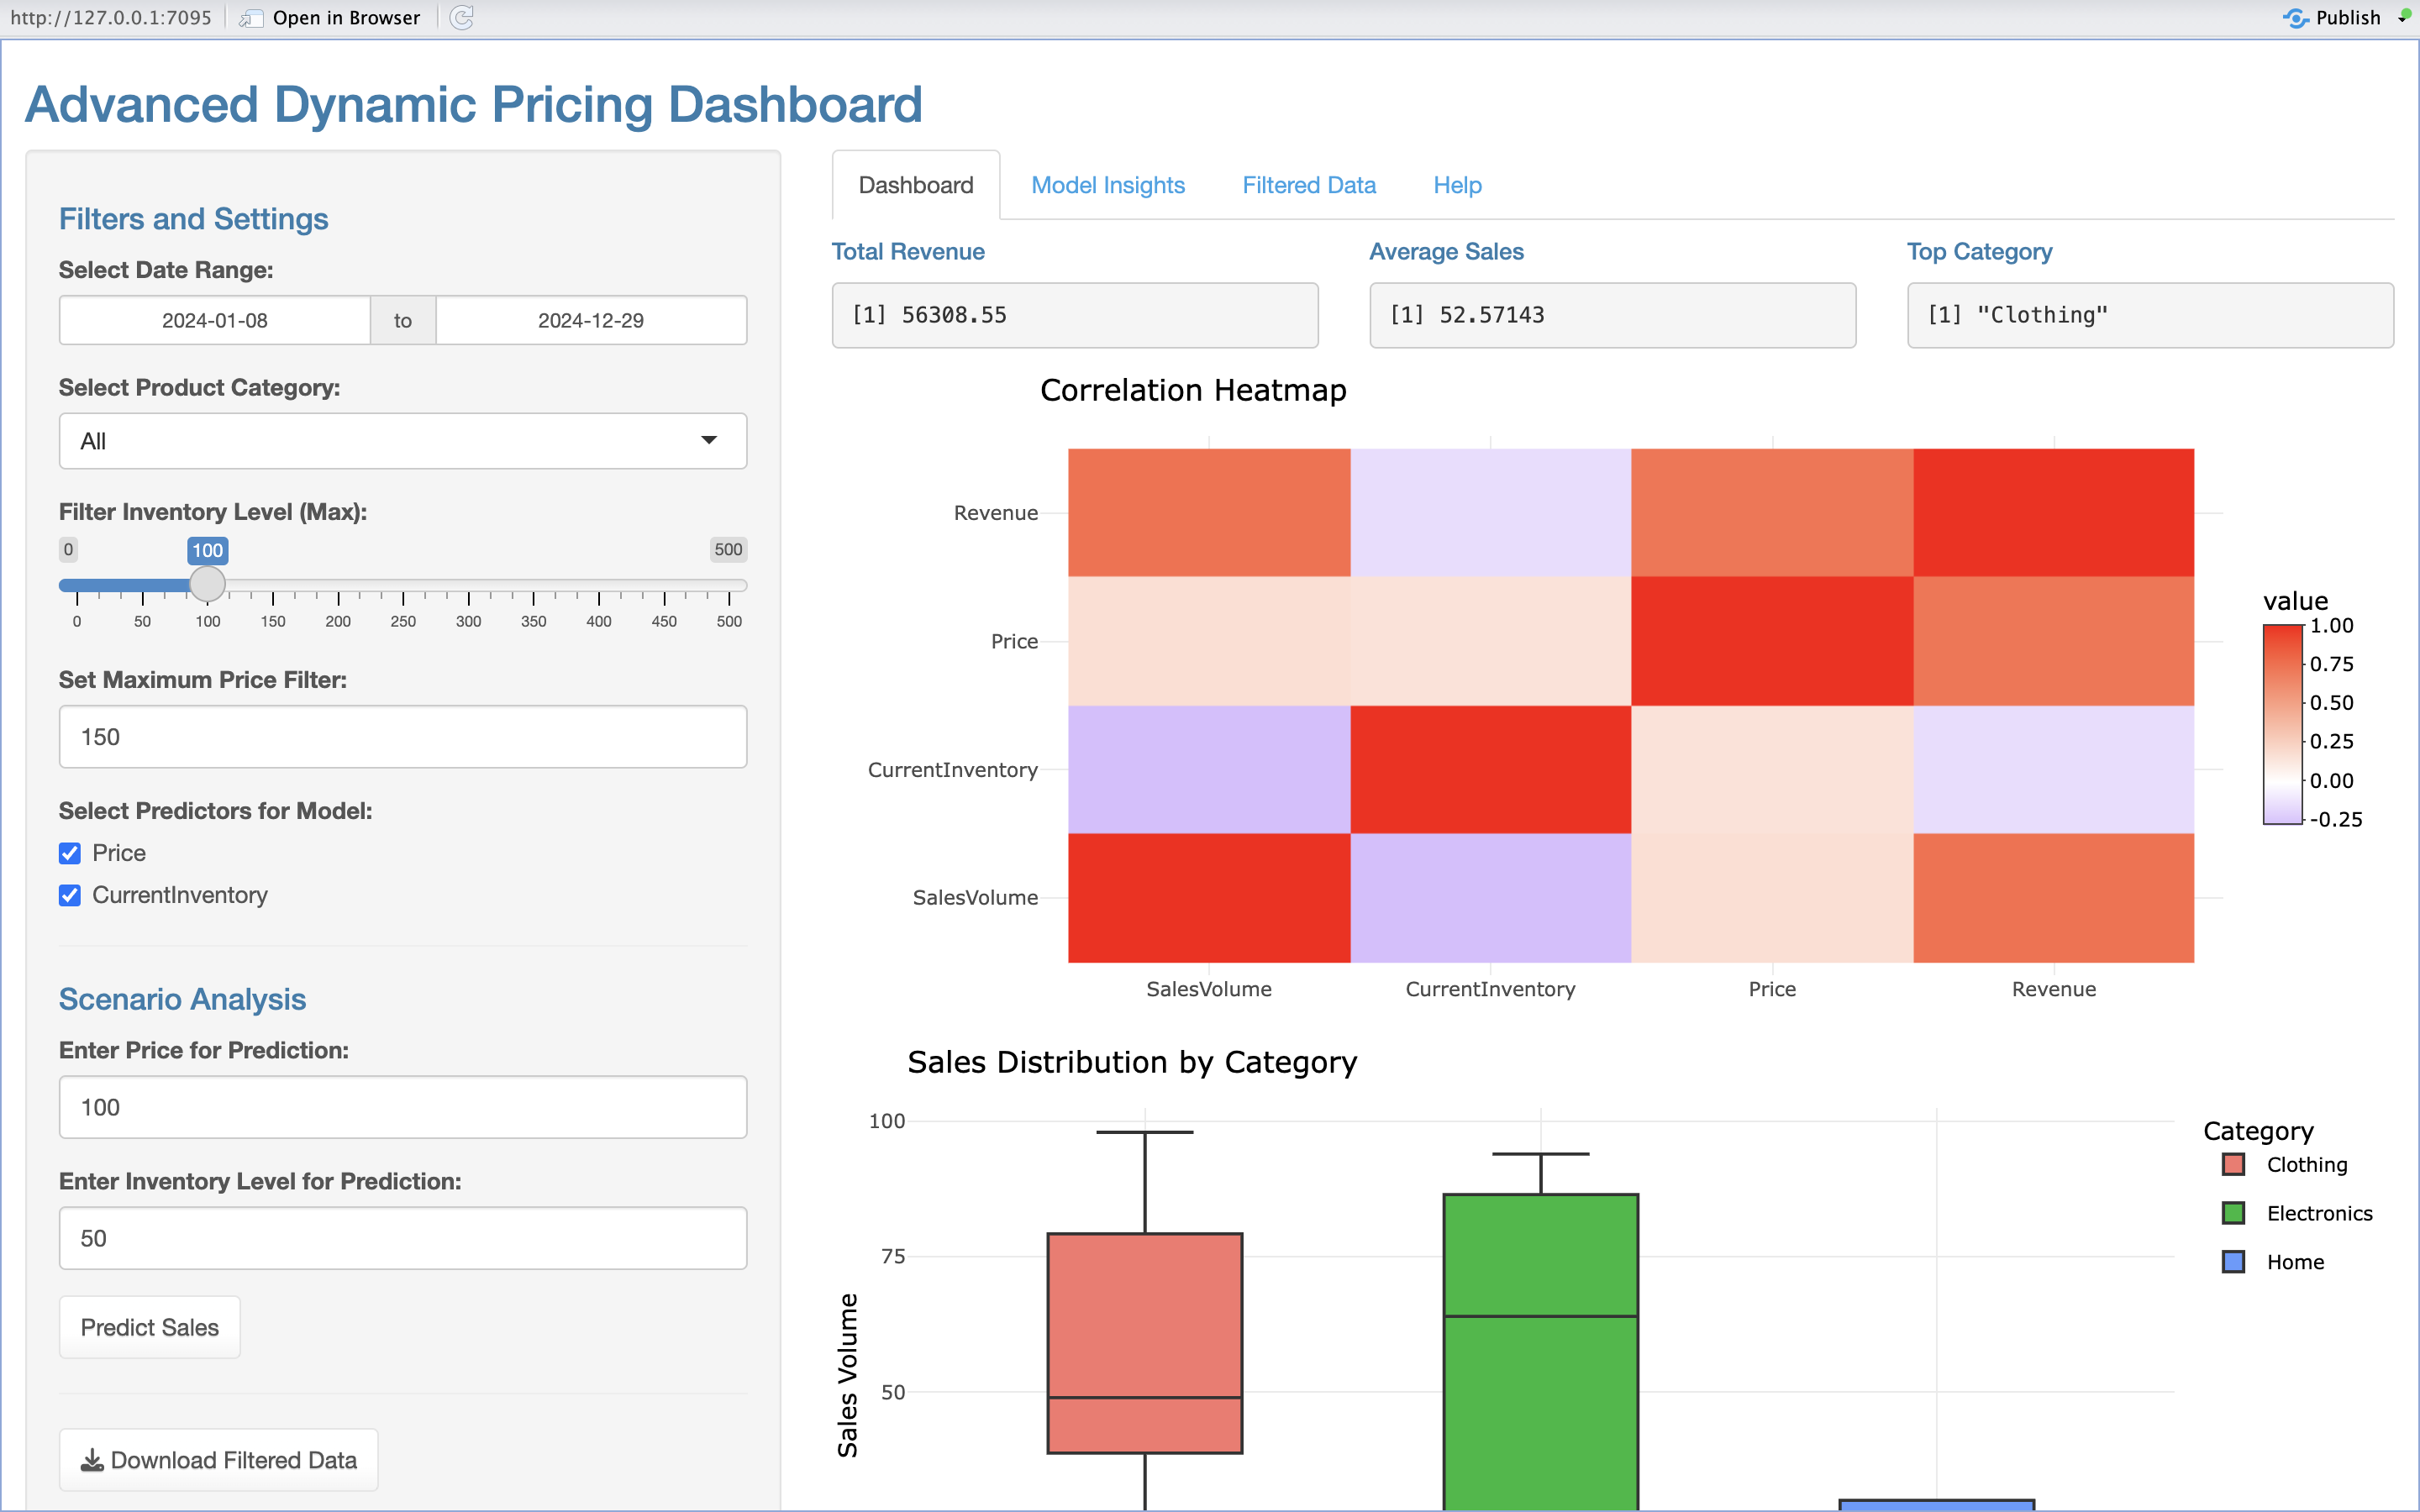 http://127.0.0.1:7095 Open in Browser Publish
Advanced Dynamic Pricing Dashboard
Filters and Settings
Select Date Range:
2024-01-08 to 2024-12-29
Select Product Category:
All
Filter Inventory Level (Max):
0 100 500
0 50 100 150 200 250 300 350 400 450 500
Set Maximum Price Filter:
150
Select Predictors for Model:
Price
CurrentInventory
Scenario Analysis
Enter Price for Prediction:
100
Enter Inventory Level for Prediction:
50
Predict Sales
Download Filtered Data
Dashboard Model Insights Filtered Data Help
Total Revenue Average Sales Top Category
[1] 56308.55 [1] 52.57143 [1] "Clothing"
Correlation Heatmap
Revenue
Price
CurrentInventory
SalesVolume
SalesVolume CurrentInventory Price Revenue
value
1.00
0.75
0.50
0.25
0.00
-0.25
Sales Distribution by Category
100
75
50
Sales Volume
Category
Clothing
Electronics
Home